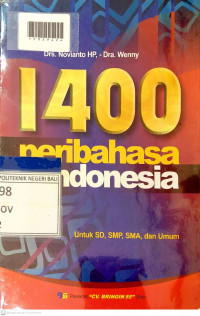 Drs. Novianto HP, - Dra. Wenny
1400
peribahasa
indonesia
POLITEKNIK NEGERI BALI
98
OV
Untuk SD, SMP, SMA, dan Umum
Penerbit "CV. BRINGIN 55"